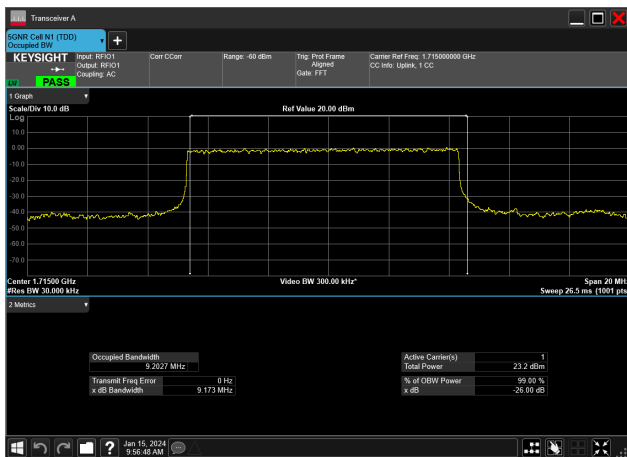 Transceiver A
5GNR Cell N1 (TDD)
Occupied BW
KEYSIGHT
PASS
Input: RFIO1
Output: RFIO1
Coupling: AC
Corr CCorr
Range: -60 dBm
Trig: Prot Frame
Aligned
Gate: FFT
Carrier Ref Freq: 1.715000000 GHz
CC Info: Uplink, 1 CC
1 Graph
Scale/Div 10.0 dB
Ref Value 20.00 dBm
Log
10.0
0.00
-10.0
-20.0
-30.0
-40.0
-50.0
-60.0
-70.0
Center 1.71500 GHz
Video BW 300.00 kHz*
Span 20 MHz
#Res BW 30.000 kHz
Sweep 26.5 ms (1001 pts
2 Metrics
Occupied Bandwidth
9.2027 MHz
Transmit Freq Error 0 Hz
x dB Bandwidth 9.173 MHz
Active Carrier(s) 1
Total Power 23.2 dBm
% of OBW Power 99.00 %
x dB -26.00 dB
Jan 15, 2024
9:56:48 AM